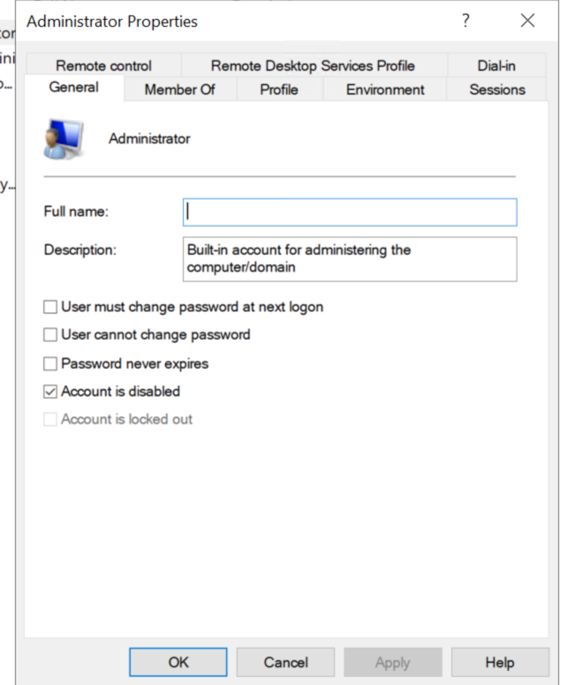 Administrator Properties
?
tor
ini
o...
y...
Remote control
Remote Desktop Services Profile
Dial-in
General
Member Of
Profile
Environment
Sessions
Administrator
Full name:
Description:
Built-in account for administering the
computer/domain
User must change password at next logon
User cannot change password
Password never expires
Account is disabled
Account is locked out
OK
Cancel
Apply
Help